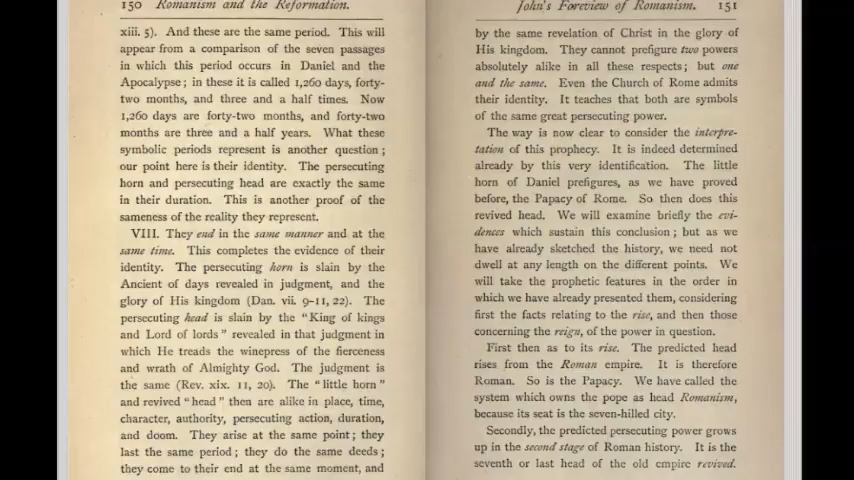 150 Romanism and the Reformation.
xiii. 5). And these are the same period. This will
appear from a comparison of the seven passages
in which this period occurs in Daniel and the
Apocalypse; in these it is called 1,260 days, forty-
two months, and three and a half times. Now
1,260 days are forty-two months, and forty-two
months are three and a half years. What these
symbolic periods represent is another question;
our point here is their identity. The persecuting
horn and persecuting head are exactly the same
in their duration. This is another proof of the
sameness of the reality they represent.
VIII. They end in the same manner and at the
same time. This completes the evidence of their
identity. The persecuting horn is slain by the
Ancient of days revealed in judgment, and the
glory of His kingdom (Dan. vii. 9-11, 22). The
persecuting head is slain by the "King of kings
and Lord of lords" revealed in that judgment in
which He treads the winepress of the fierceness
and wrath of Almighty God. The judgment is
the same (Rev. xix. 11, 20). The "little horn"
and revived "head" then are alike in place, time,
character, authority, persecuting action, duration,
and doom. They arise at the same point; they
last the same period; they do the same deeds;
they come to their end at the same moment, and
John's Foreview of Romanism. 151
by the same revelation of Christ in the glory of
His kingdom. They cannot prefigure two powers
absolutely alike in all these respects; but one
and the same. Even the Church of Rome admits
their identity. It teaches that both are symbols
of the same great persecuting power.
The way is now clear to consider the interpre-
tation of this prophecy. It is indeed determined
already by this very identification. The little
horn of Daniel prefigures, as we have proved
before, the Papacy of Rome. So then does this
revived head. We will examine briefly the evi-
dences which sustain this conclusion; but as we
have already sketched the history, we need not
dwell at any length on the different points. We
will take the prophetic features in the order in
which we have already presented them, considering
first the facts relating to the rise, and then those
concerning the reign, of the power in question.
First then as to its rise. The predicted head
rises from the Roman empire. It is therefore
Roman. So is the Papacy. We have called the
system which owns the pope as head Romanism,
because its seat is the seven-hilled city.
Secondly, the predicted persecuting power grows
up in the second stage of Roman history. It is the
seventh or last head of the old empire revived.